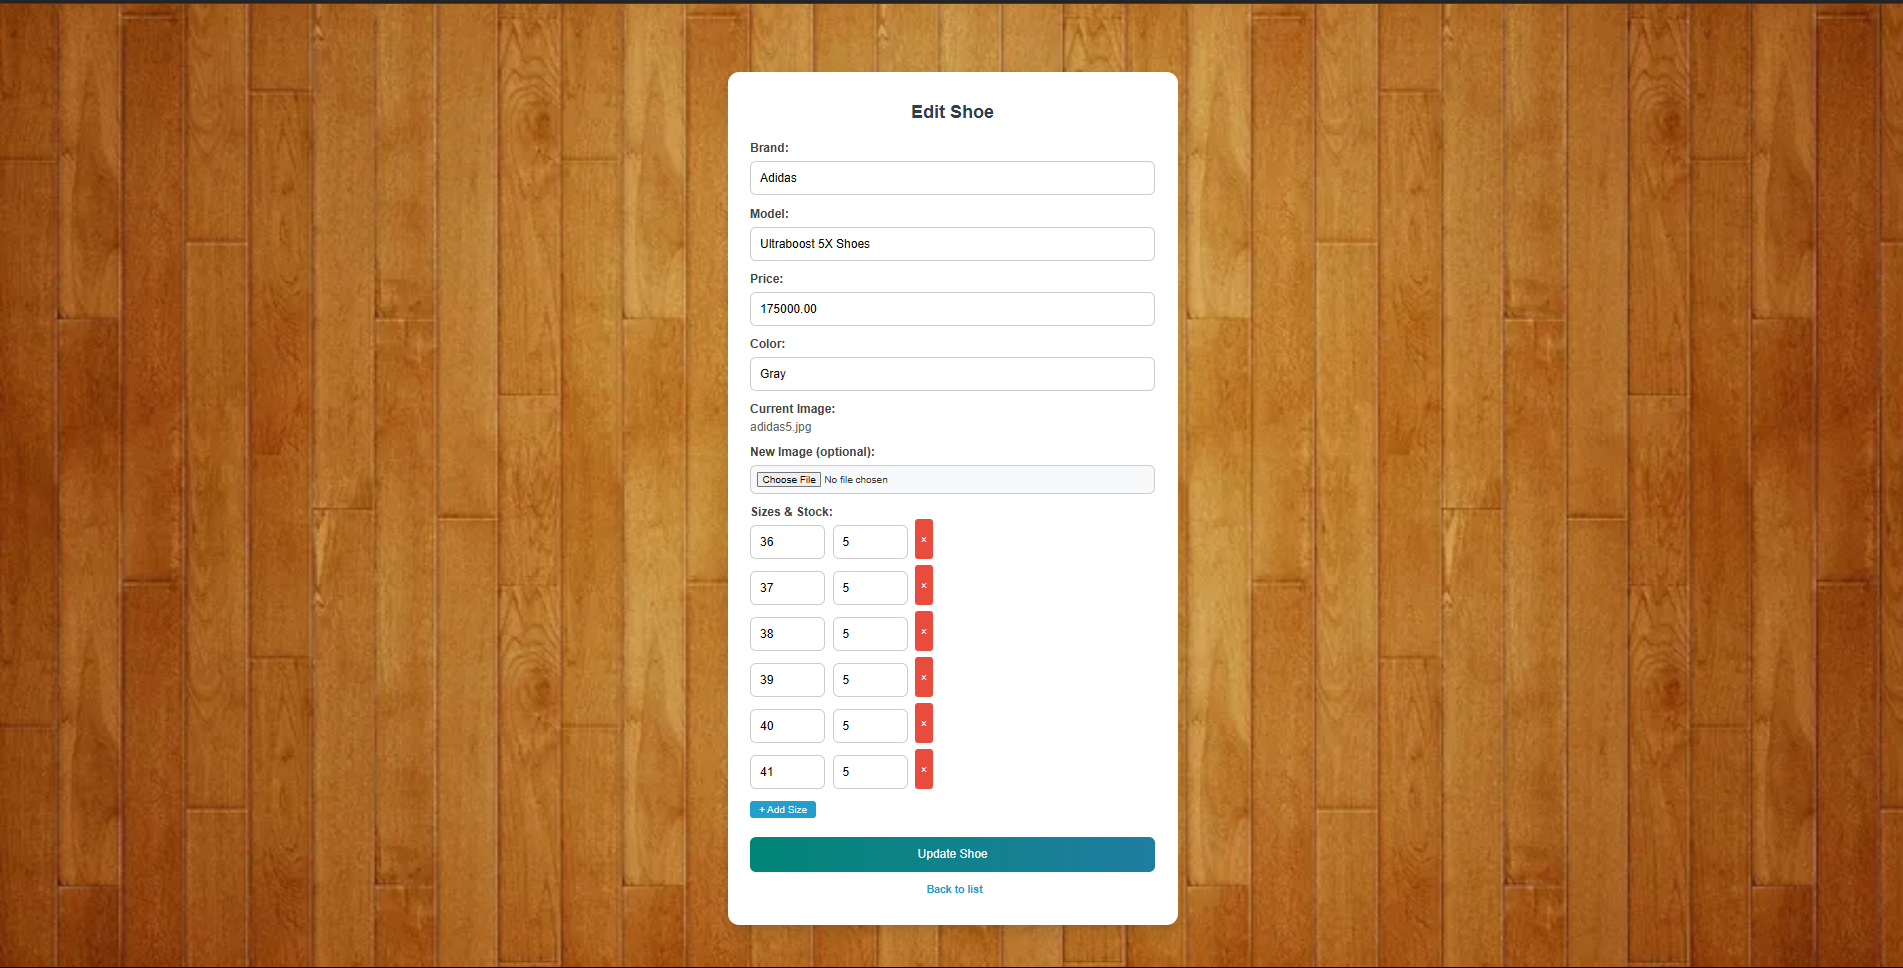 Edit Shoe
Brand:
Adidas
Model:
Ultraboost 5X Shoes
Price:
175000.00
Color:
Gray
Current Image:
adidas5.jpg
New Image (optional):
Choose File No file chosen
Sizes & Stock:
36 5 ×
37 5 ×
38 5 ×
39 5 ×
40 5 ×
41 5 ×
+ Add Size
Update Shoe
Back to list